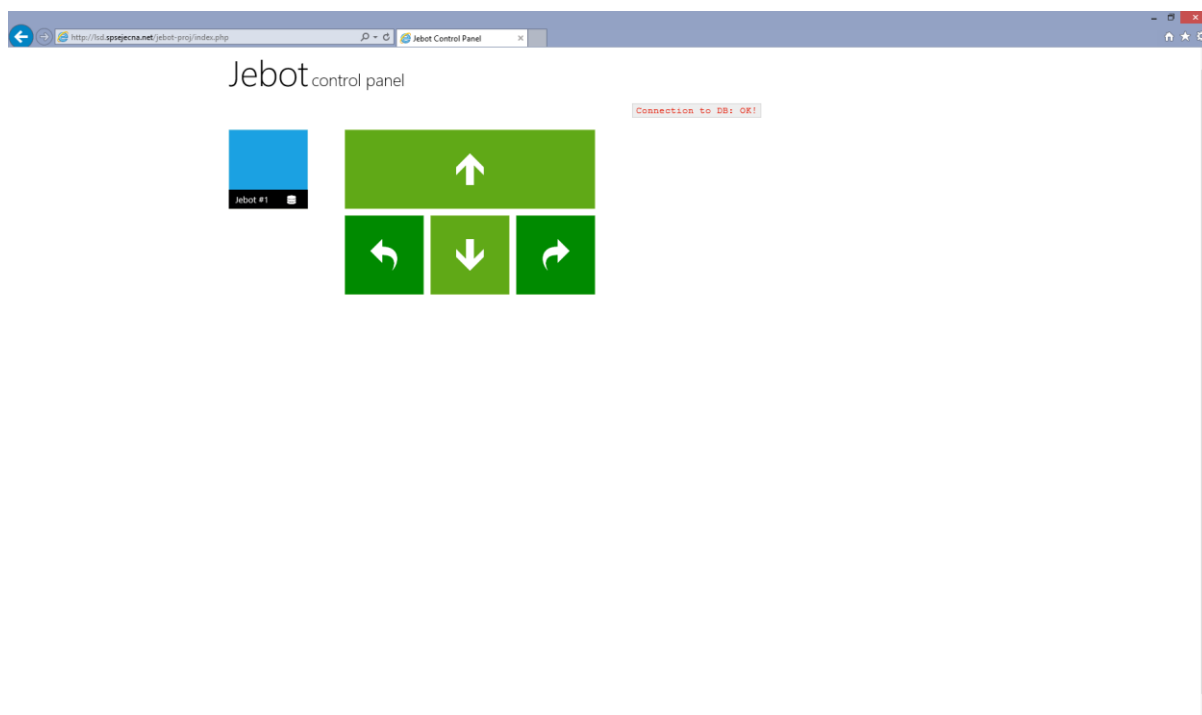 http://lsd.spsejecna.net/jebot-proj/index.php
Jebot Control Panel
Jebot control panel
Connection to DB: OK!
Jebot #1